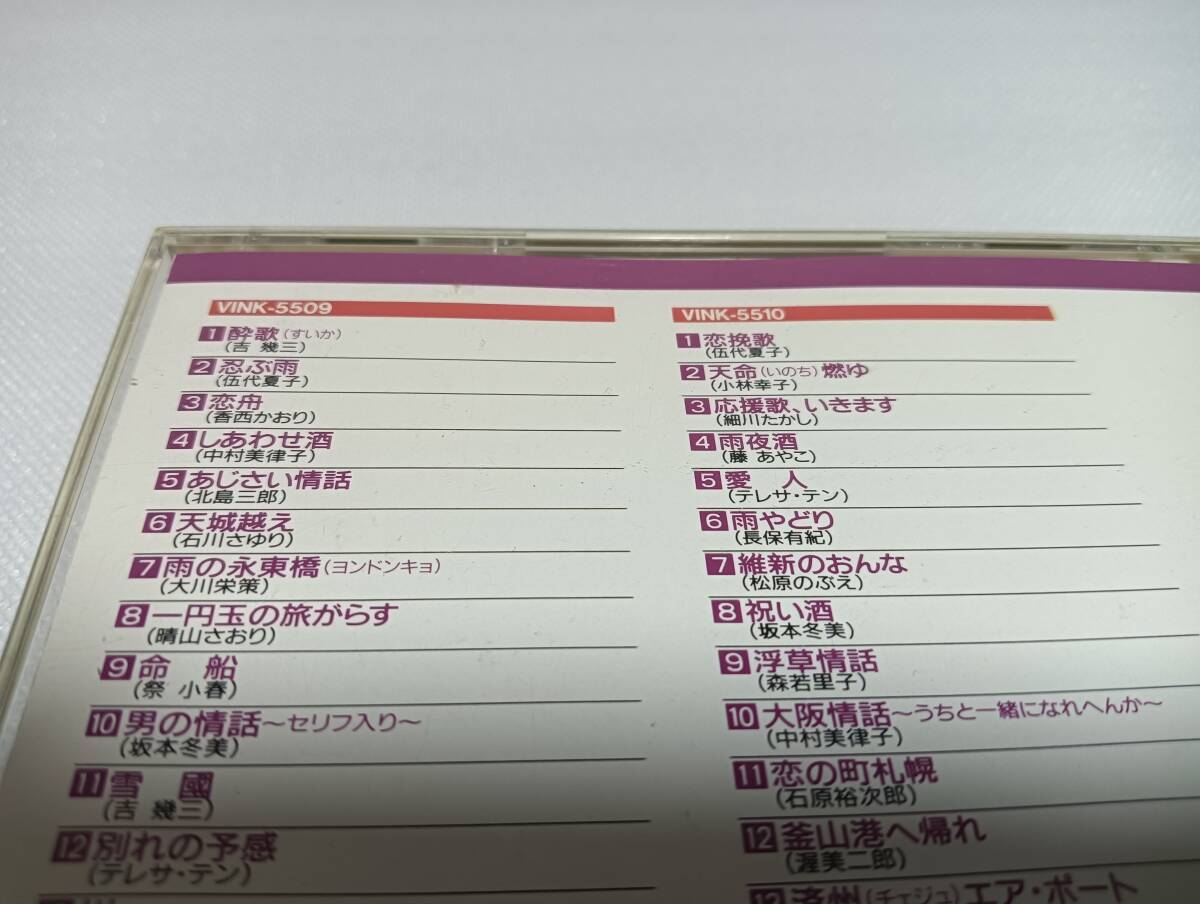 VINK-5509
1 酔歌(すいか)
(吉 幾三)
2 忍ぶ雨
(伍代夏子)
3 恋舟
(香西かおり)
4 しあわせ酒
(中村美律子)
5 あじさい情話
(北島三郎)
6 天城越え
(石川さゆり)
7 雨の永東橋(ヨンドンキョ)
(大川栄策)
8 一円玉の旅がらす
(晴山さおり)
9 命 船
(祭 小春)
10 男の情話～セリフ入り～
(坂本冬美)
11 雪 國
(吉 幾三)
12 別れの予感
(テレサ・テン)
VINK-5510
1 恋挽歌
(伍代夏子)
2 天命(いのち)燃ゆ
(小林幸子)
3 応援歌、いきます
(細川たかし)
4 雨夜酒
(藤 あやこ)
5 愛 人
(テレサ・テン)
6 雨やどり
(長保有紀)
7 維新のおんな
(松原のぶえ)
8 祝い酒
(坂本冬美)
9 浮草情話
(森若里子)
10 大阪情話～うちと一緒になれへんか～
(中村美律子)
11 恋の町札幌
(石原裕次郎)
12 釜山港へ帰れ
(渥美二郎)
済州(チェジュ)エア・ポート